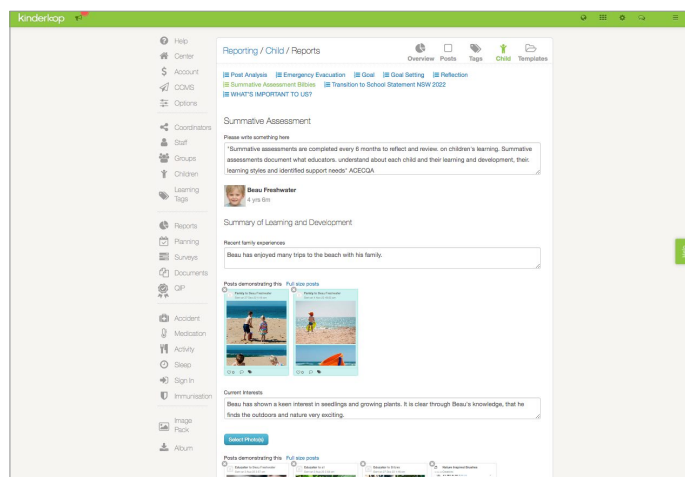 kinderkop
Help
Center
Account
COMS
Options
Coordinators
Staff
Groups
Children
Learning
Tags
Reports
Planning
Surveys
Documents
QIP
Accident
Medication
Activity
Sleep
Sign In
Immunisation
Image
Pack
Album
Reporting / Child / Reports
Overview Posts Tags Child Templates
Post Analysis Emergency Evacuation Goal Goal Setting Reflection
Summative Assessment Bilbies Transition to School Statement NSW 2022
WHAT'S IMPORTANT TO US?
Summative Assessment
Please write something here
"Summative assessments are completed every 6 months to reflect and review. on children's learning. Summative
assessments document what educators. understand about each child and their learning and development, their.
learning styles and identified support needs" ACECQA
Beau Freshwater
4 yrs 6m
Summary of Learning and Development
Recent family experiences
Beau has enjoyed many trips to the beach with his family.
Posts demonstrating this Full size posts
Current Interests
Beau has shown a keen interest in seedlings and growing plants. It is clear through Beau's knowledge, that he
finds the outdoors and nature very exciting.
Select Photo(s)
Posts demonstrating this Full size posts